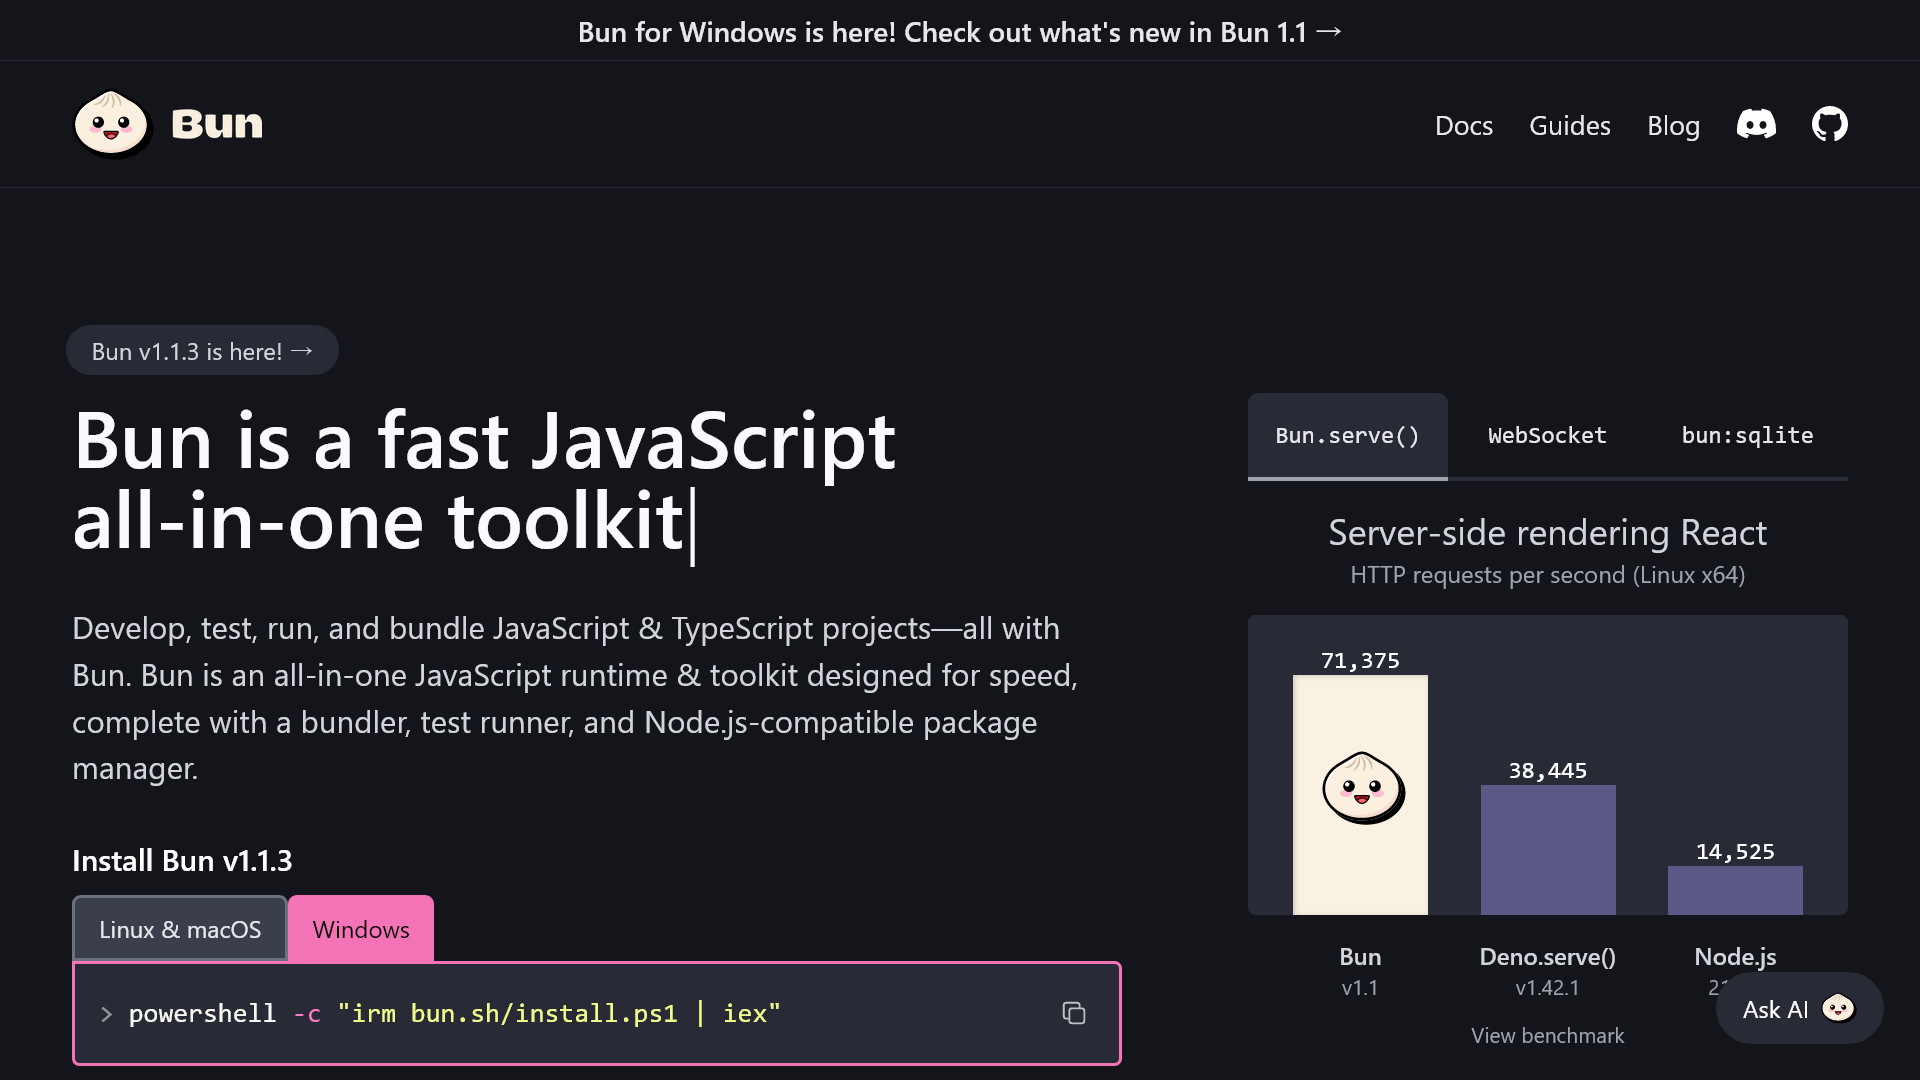 Bun for Windows is here! Check out what's new in Bun 1.1 →
Bun
Docs
Guides
Blog
Bun v1.1.3 is here! →
Bun is a fast JavaScript
all-in-one toolkit|
Develop, test, run, and bundle JavaScript & TypeScript projects—all with
Bun. Bun is an all-in-one JavaScript runtime & toolkit designed for speed,
complete with a bundler, test runner, and Node.js-compatible package
manager.
Install Bun v1.1.3
Linux & macOS
Windows
> powershell -c "irm bun.sh/install.ps1 | iex"
Bun.serve()
WebSocket
bun:sqlite
Server-side rendering React
HTTP requests per second (Linux x64)
71,375
38,445
14,525
Bun
v1.1
Deno.serve()
v1.42.1
Node.js
View benchmark
Ask AI